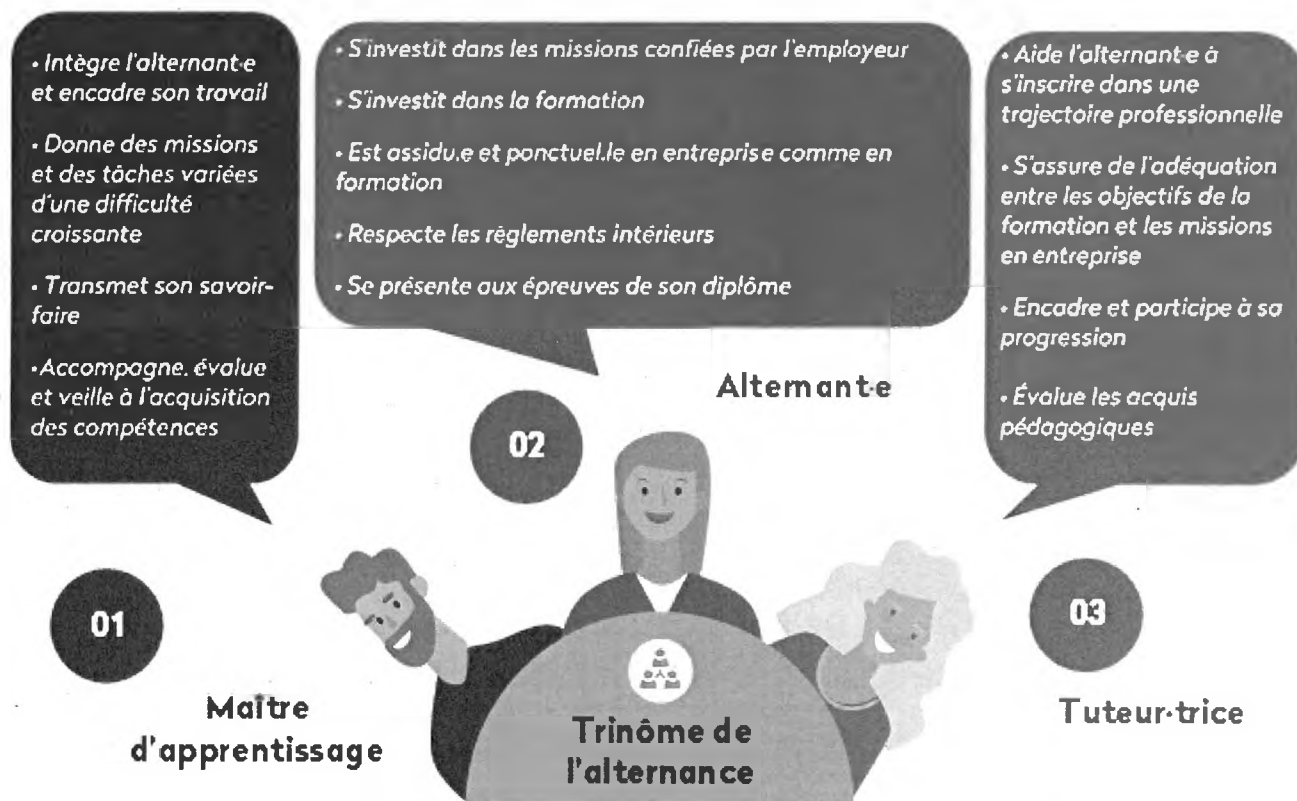 • Intègre l'alternant·e
et encadre son travail
• Donne des missions
et des tâches variées
d'une difficulté
croissante
• Transmet son savoir-
faire
•Accompagne, évalue
et veille à l'acquisition
des compétences
01
Maître
d'apprentissage
• S'investit dans les missions confiées par l'employeur
• S'investit dans la formation
• Est assidu.e et ponctuel.le en entreprise comme en
formation
• Respecte les règlements intérieurs
• Se présente aux épreuves de son diplôme
02
Alternant·e
• Aide l'alternant·e à
s'inscrire dans une
trajectoire professionnelle
• S'assure de l'adéquation
entre les objectifs de la
formation et les missions
en entreprise
• Encadre et participe à sa
progression
• Évalue les acquis
pédagogiques
03
Tuteur·trice
Trinôme de
l'alternance